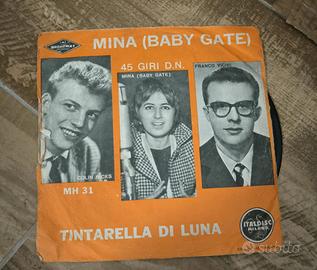 BROADWAY
MINA (BABY GATE)
45 GIRI D.N.
MINA (BABY GATE)
FRANCO VICINI
COLIN HICKS
MH 31
TINTARELLA DI LUNA
ITALDISC
MILANO
subito